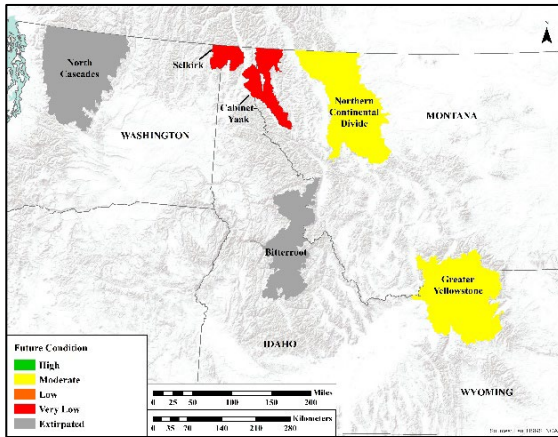 North
Cascades
Selkirk
Cabinet-
Yaak
Northern
Continental
Divide
MONTANA
WASHINGTON
Bitterroot
Greater
Yellowstone
IDAHO
WYOMING
Future Condition
High
Moderate
Low
Very Loss
Extirpated
Miles
0 25 50 100 150 200
Kilometers
0 35 70 140 210 280